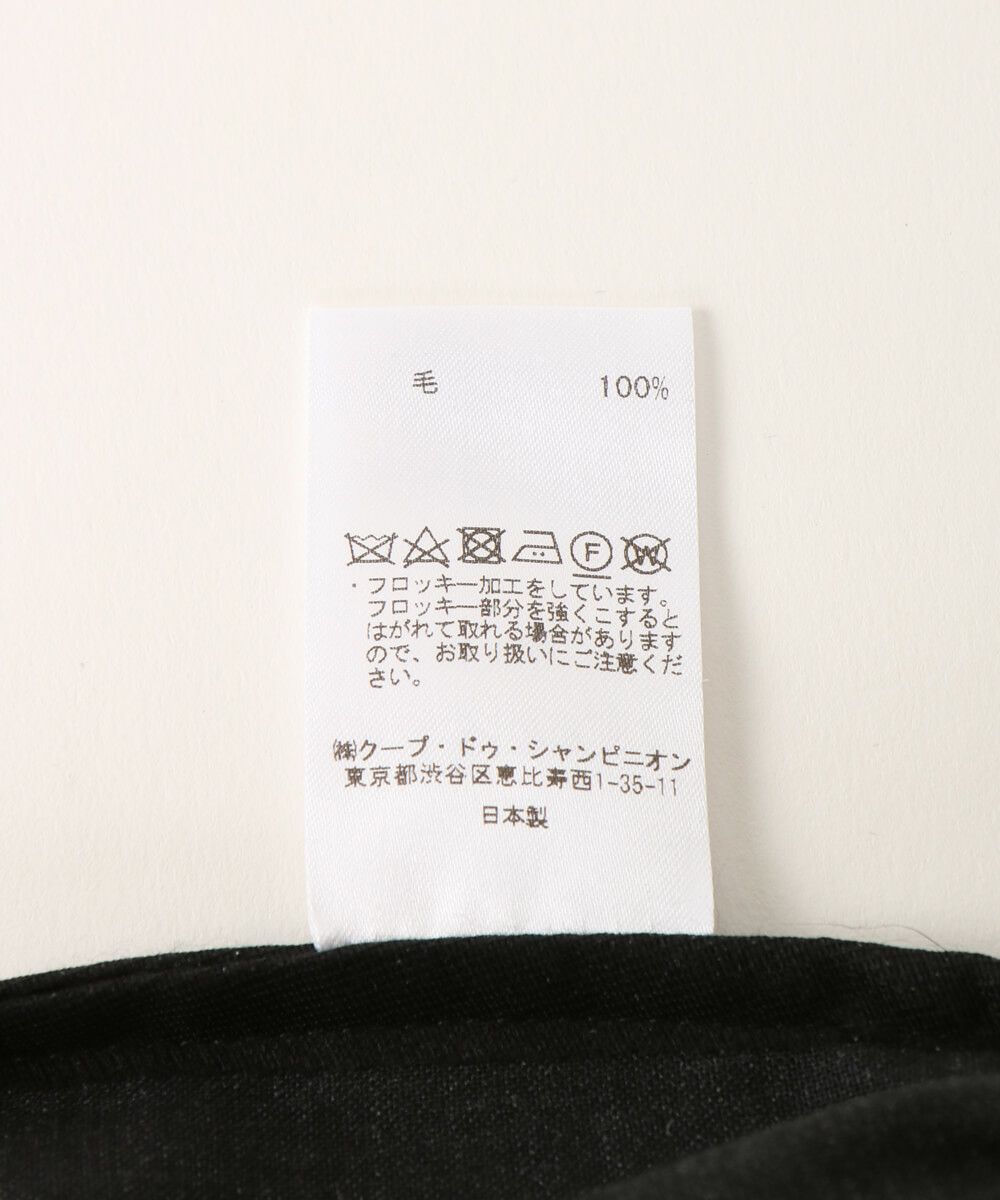 毛 100%
F W
・フロッキー加工をしています。
フロッキー部分を強くこすると
はがれて取れる場合があります
ので、お取り扱いにご注意くだ
さい。
㈱クープ・ドゥ・シャンピニオン
東京都渋谷区恵比寿西1-35-11
日本製